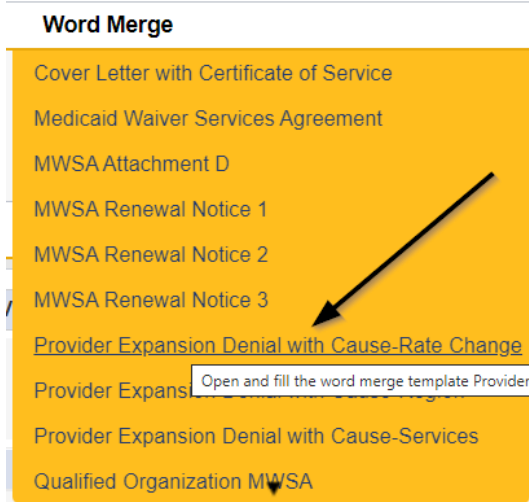 Word Merge
Cover Letter with Certificate of Service
Medicaid Waiver Services Agreement
MWSA Attachment D
MWSA Renewal Notice 1
MWSA Renewal Notice 2
MWSA Renewal Notice 3
Provider Expansion Denial with Cause-Rate Change
Open and fill the word merge template Provider
Provider
Provider Expansion Denial with Cause-Services
Qualified Organization MWSA